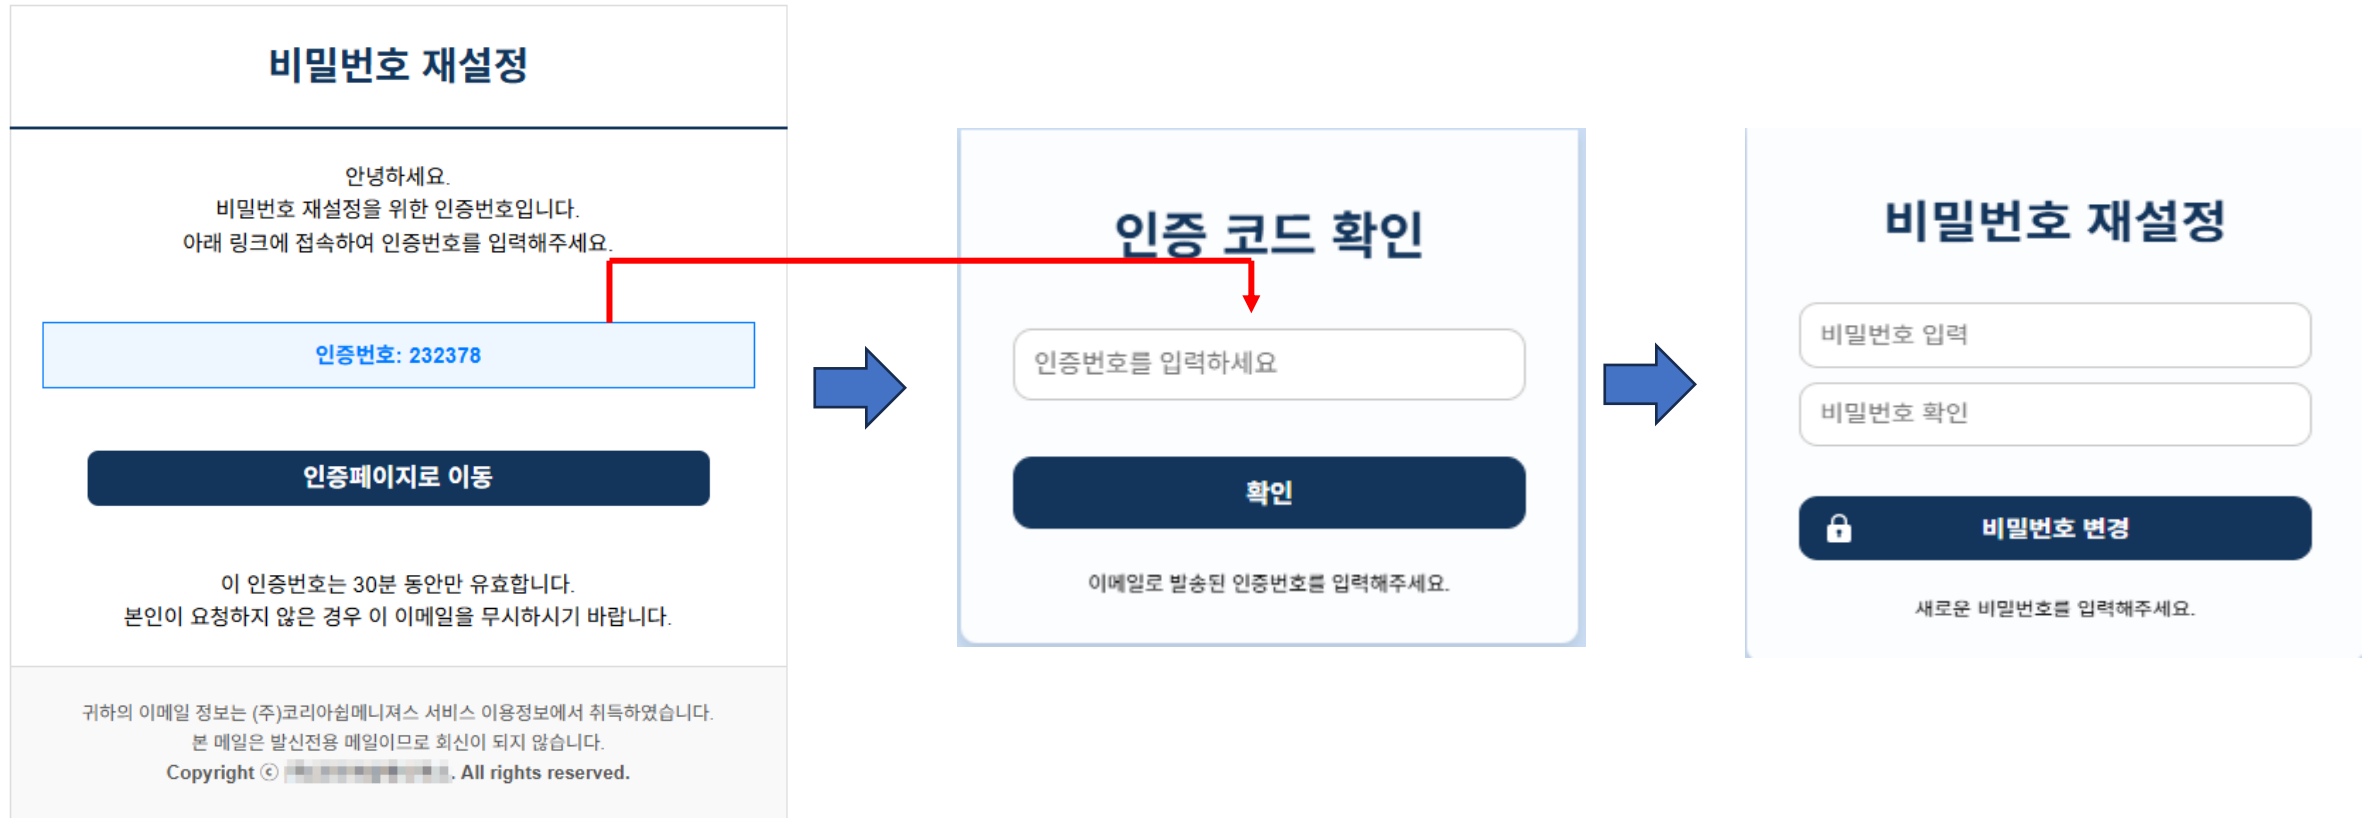 비밀번호 재설정
안녕하세요.
비밀번호 재설정을 위한 인증번호입니다.
아래 링크에 접속하여 인증번호를 입력해주세요.
인증번호: 232378
인증페이지로 이동
이 인증번호는 30분 동안만 유효합니다.
본인이 요청하지 않은 경우 이 이메일을 무시하시기 바랍니다.
귀하의 이메일 정보는 (주)코리아쉽메니져스 서비스 이용정보에서 취득하였습니다.
본 메일은 발신전용 메일이므로 회신이 되지 않습니다.
Copyright ⓒ . All rights reserved.
인증 코드 확인
인증번호를 입력하세요
확인
이메일로 발송된 인증번호를 입력해주세요.
비밀번호 재설정
비밀번호 입력
비밀번호 확인
비밀번호 변경
새로운 비밀번호를 입력해주세요.